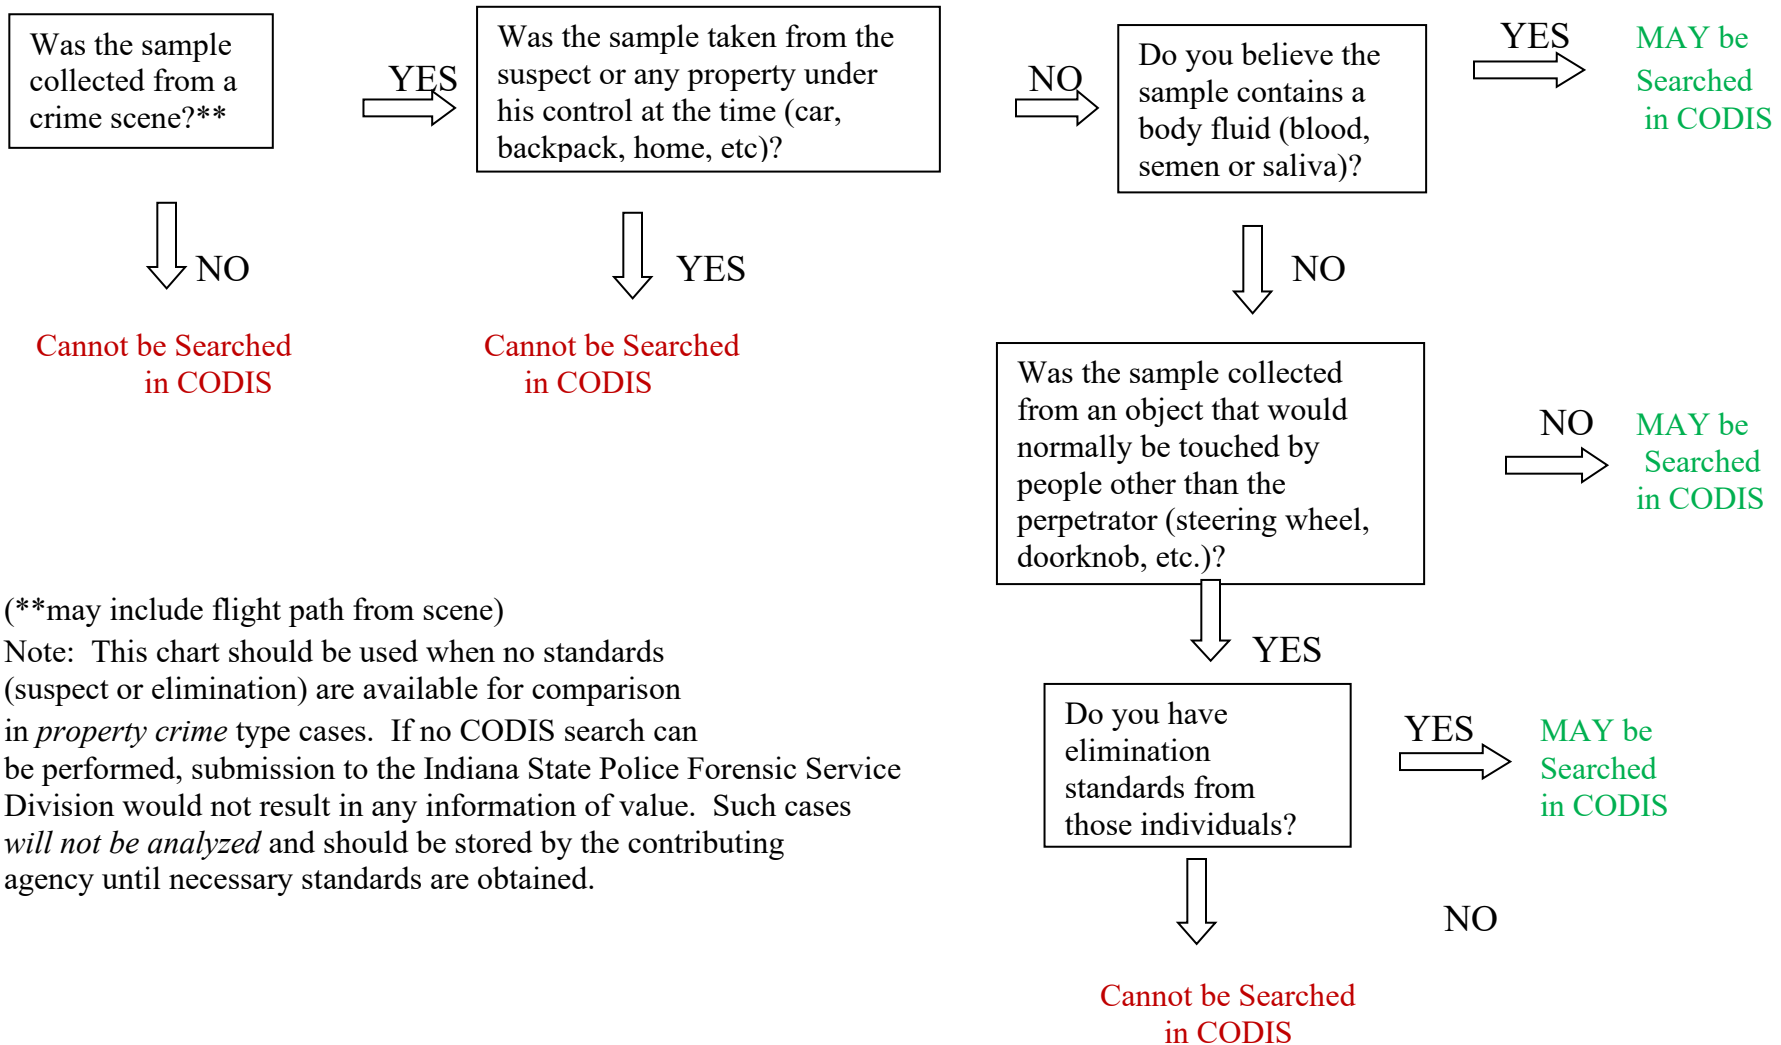 Was the sample
collected from a
crime scene?**
YES
NO
Cannot be Searched
in CODIS
Was the sample taken from the
suspect or any property under
his control at the time (car,
backpack, home, etc)?
NO
YES
Cannot be Searched
in CODIS
Do you believe the
sample contains a
body fluid (blood,
semen or saliva)?
YES
MAY be
Searched
in CODIS
NO
Was the sample collected
from an object that would
normally be touched by
people other than the
perpetrator (steering wheel,
doorknob, etc.)?
NO
MAY be
Searched
in CODIS
YES
Do you have
elimination
standards from
those individuals?
YES
MAY be
Searched
in CODIS
NO
Cannot be Searched
in CODIS
(**may include flight path from scene)
Note:  This chart should be used when no standards
(suspect or elimination) are available for comparison
in property crime type cases.  If no CODIS search can
be performed, submission to the Indiana State Police Forensic Service
Division would not result in any information of value.  Such cases
will not be analyzed and should be stored by the contributing
agency until necessary standards are obtained.